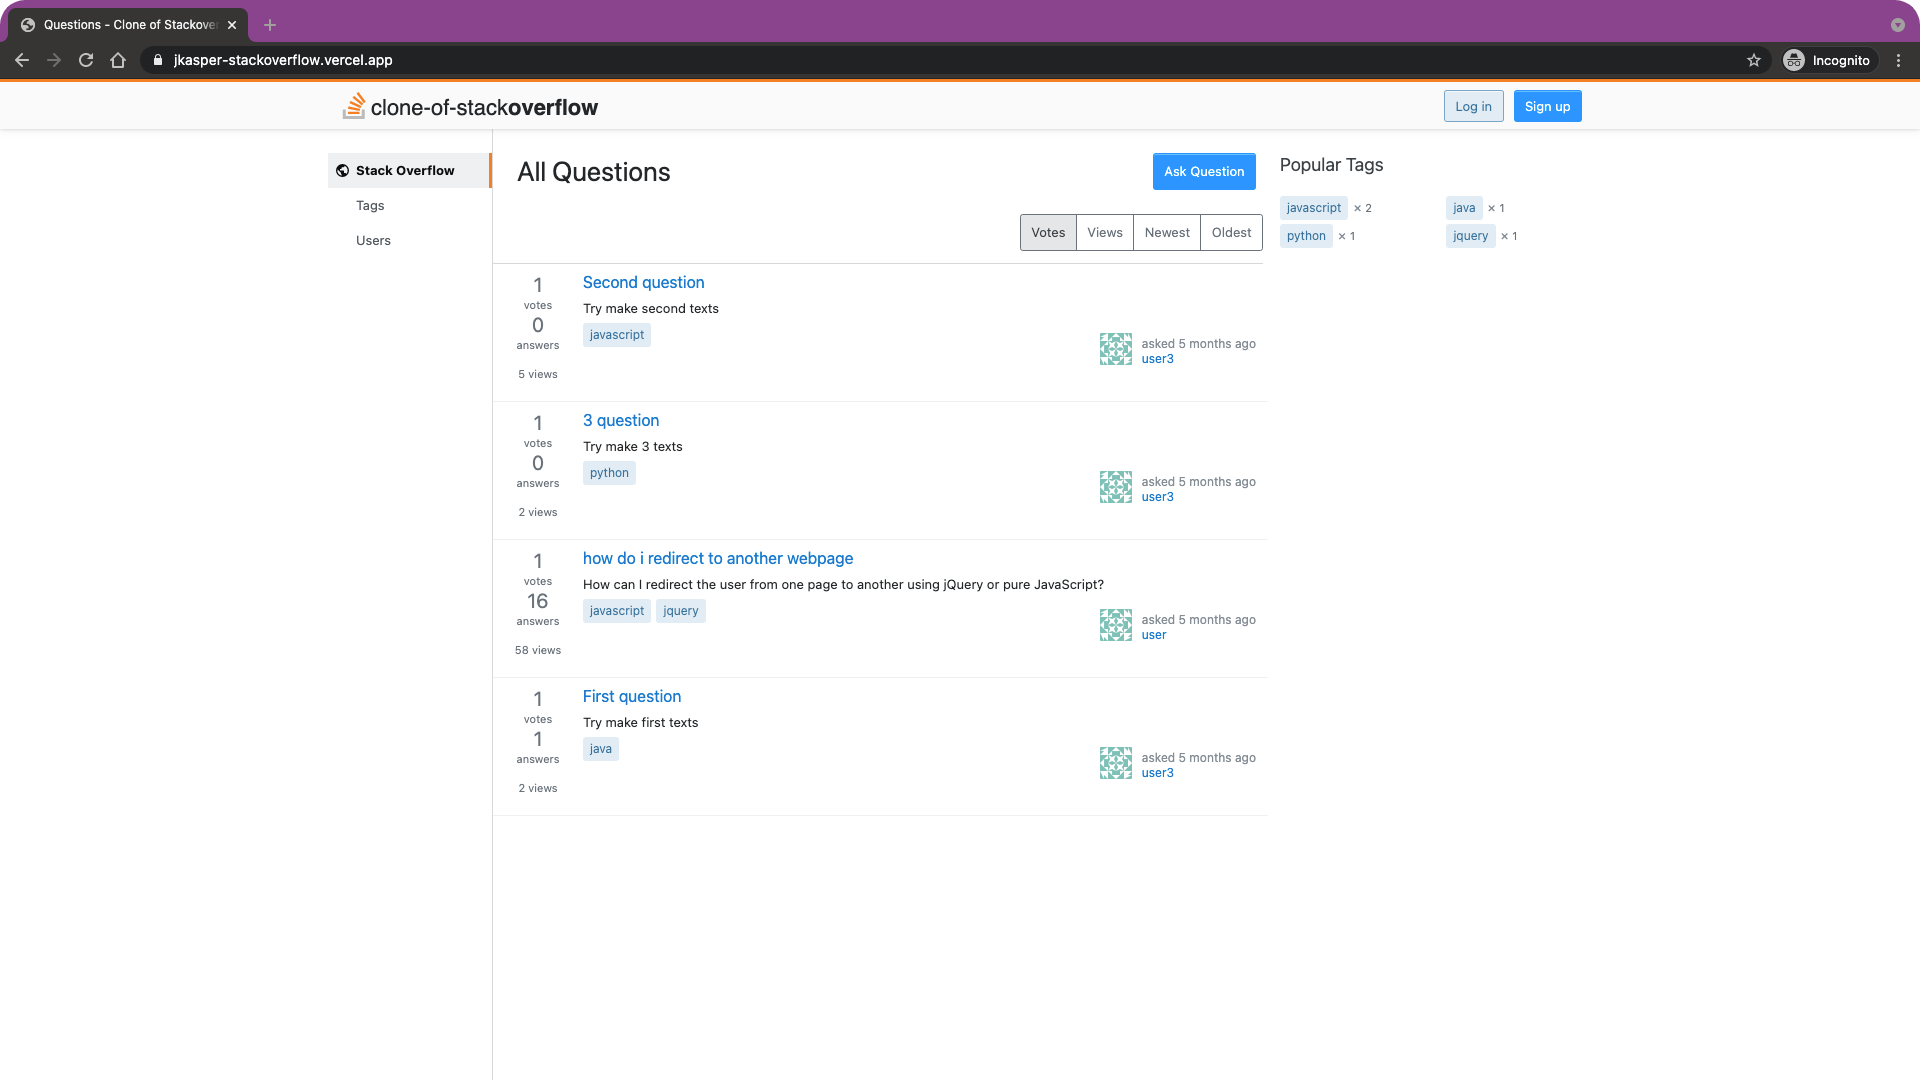 Questions - Clone of Stackove
jkasper-stackoverflow.vercel.app
Incognito
clone-of-stackoverflow
Log in
Sign up
Stack Overflow
Tags
Users
All Questions
Ask Question
Votes
Views
Newest
Oldest
1
votes
0
answers
5 views
Second question
Try make second texts
javascript
asked 5 months ago
user3
1
votes
0
answers
2 views
3 question
Try make 3 texts
python
asked 5 months ago
user3
1
votes
16
answers
58 views
how do i redirect to another webpage
How can I redirect the user from one page to another using jQuery or pure JavaScript?
javascript jquery
asked 5 months ago
user
1
votes
1
answers
2 views
First question
Try make first texts
java
asked 5 months ago
user3
Popular Tags
javascript × 2
java × 1
python × 1
jquery × 1